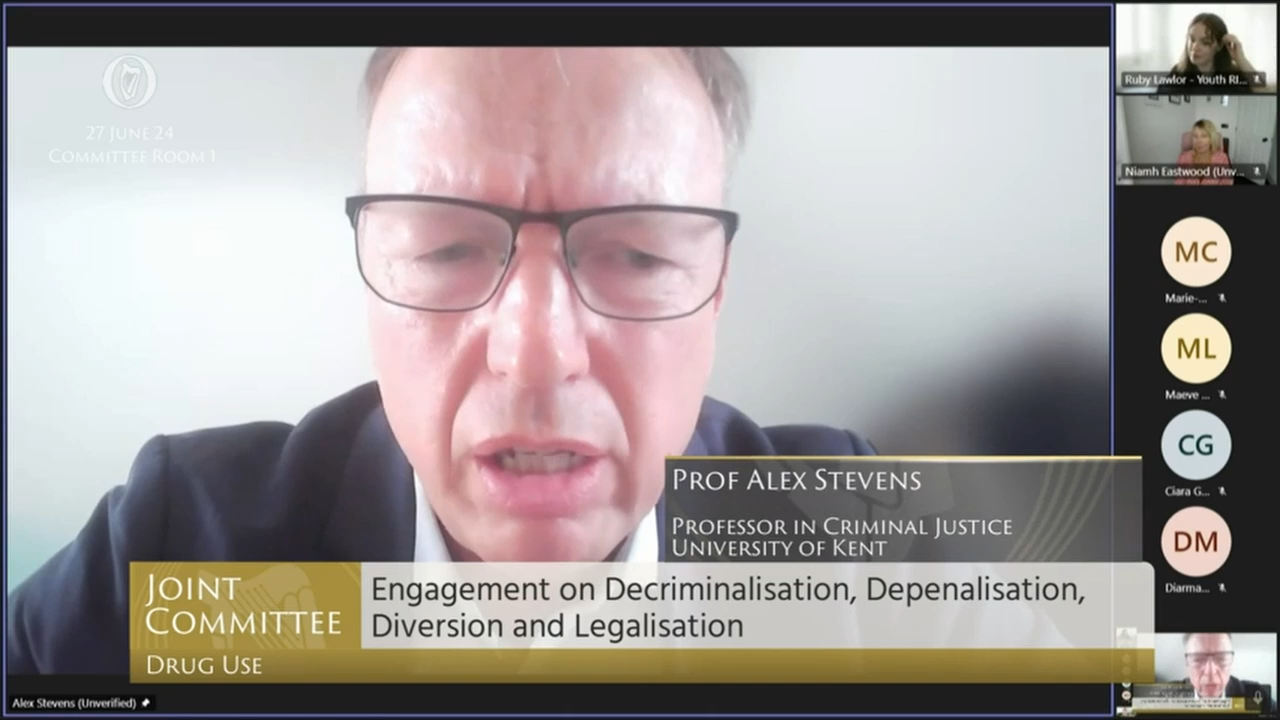 27 JUNE 24
COMMITTEE ROOM 1
PROF ALEX STEVENS
PROFESSOR IN CRIMINAL JUSTICE
UNIVERSITY OF KENT
JOINT
COMMITTEE
Engagement on Decriminalisation, Depenalisation,
Diversion and Legalisation
DRUG USE
Alex Stevens (Unverified)
Ruby Lawlor - Youth RI...
Niamh Eastwood (Unv...
MC
Marie-...
ML
Maeve ...
CG
Ciara G...
DM
Diarma...